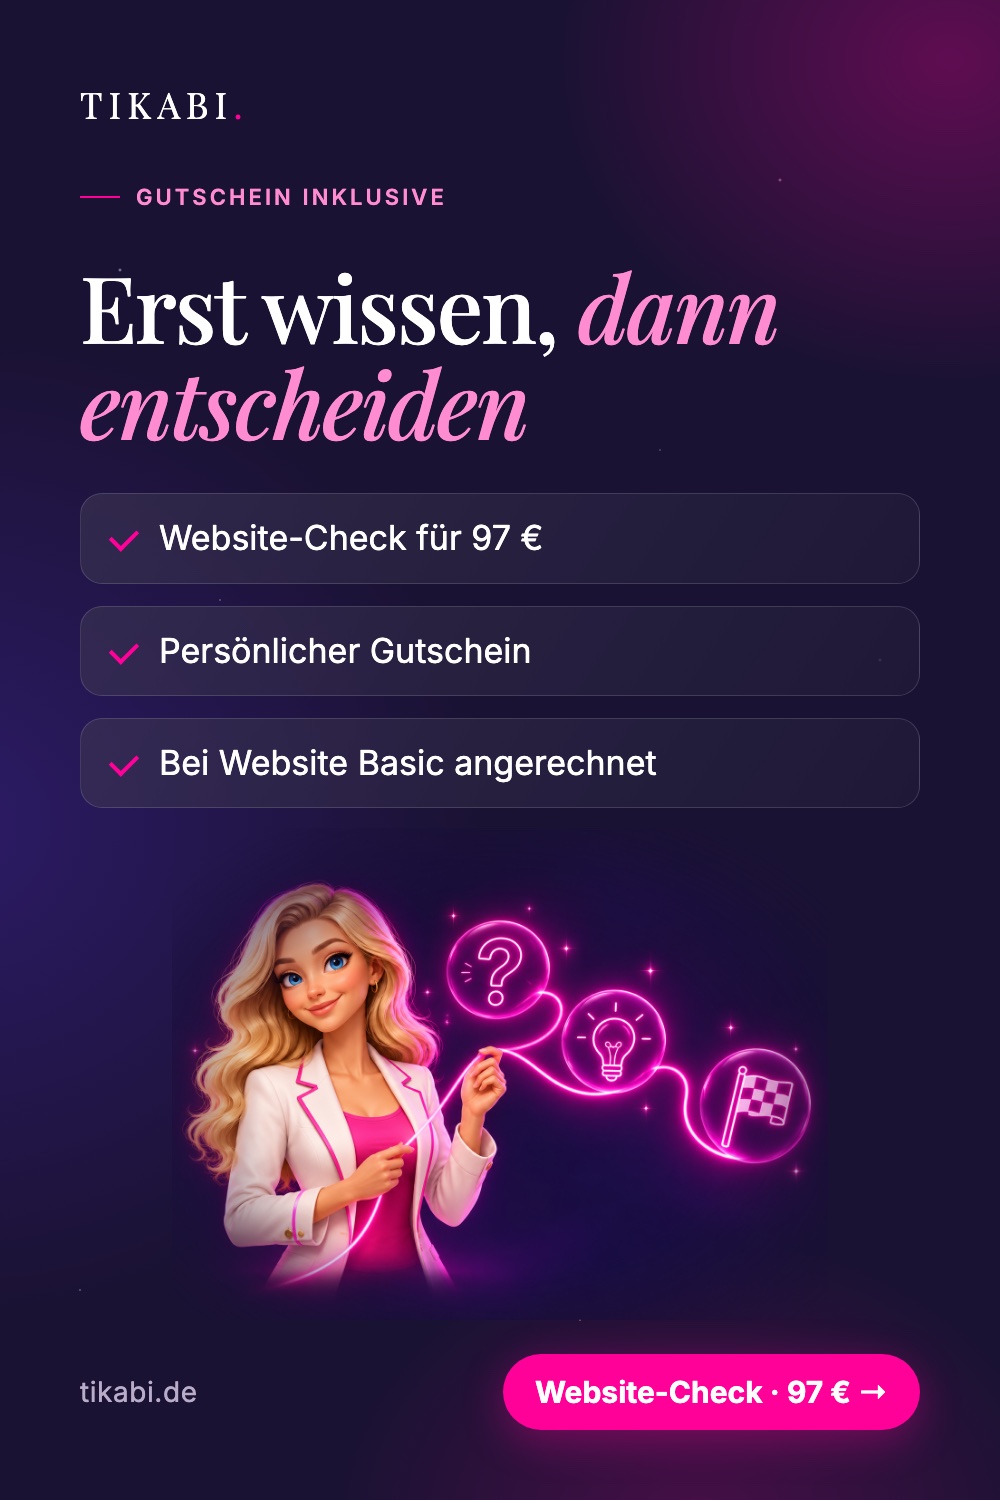 TIKABI.
GUTSCHEIN INKLUSIVE
Erst wissen, dann
entscheiden
Website-Check für 97 €
Persönlicher Gutschein
Bei Website Basic angerechnet
?
tikabi.de
Website-Check · 97 € →